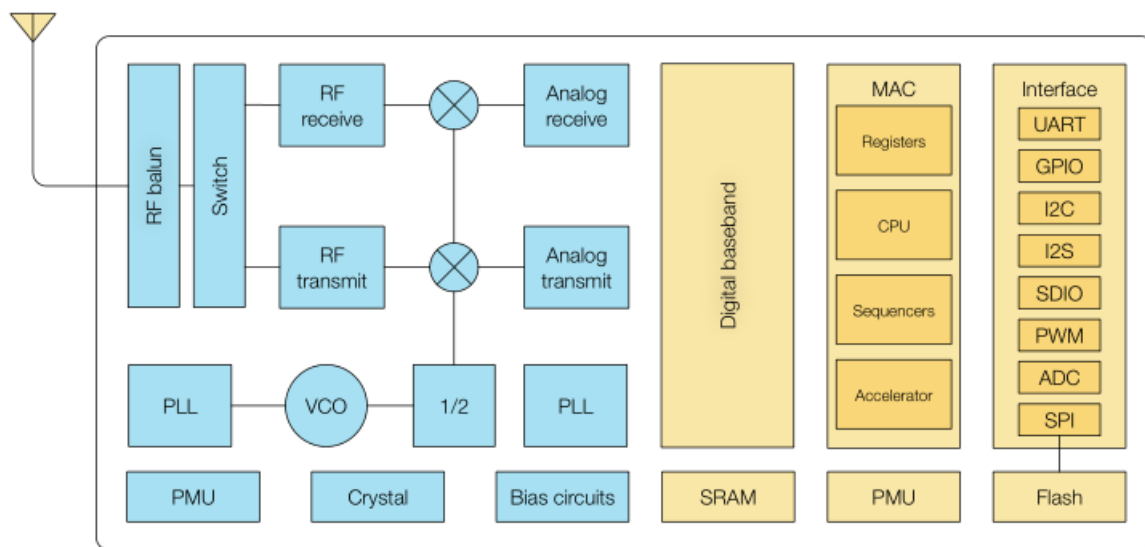 RF balun
Switch
RF
receive
Analog
receive
RF
transmit
Analog
transmit
PLL
VCO
1/2
PLL
PMU
Crystal
Bias circuits
Digital baseband
SRAM
MAC
Registers
CPU
Sequencers
Accelerator
PMU
Interface
UART
GPIO
I2C
I2S
SDIO
PWM
ADC
SPI
Flash